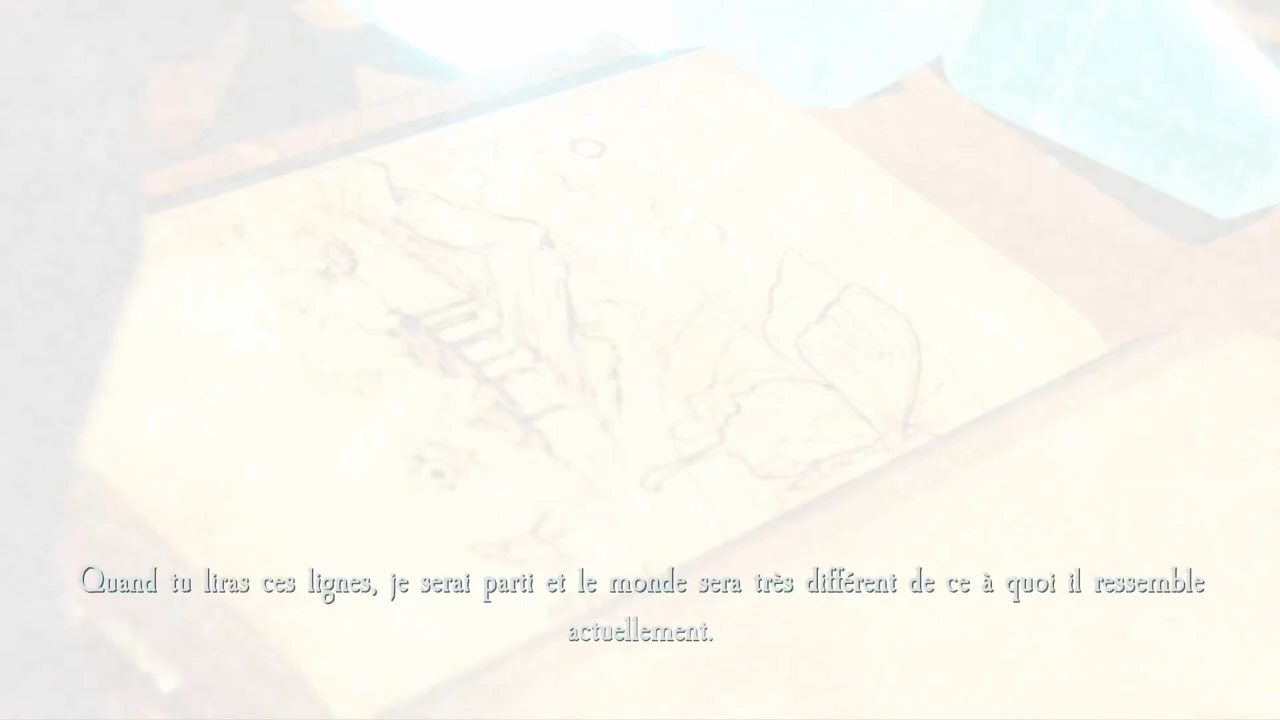 Quand tu liras ces lignes, je serai parti et le monde sera très différent de ce à quoi il ressemble
actuellement.